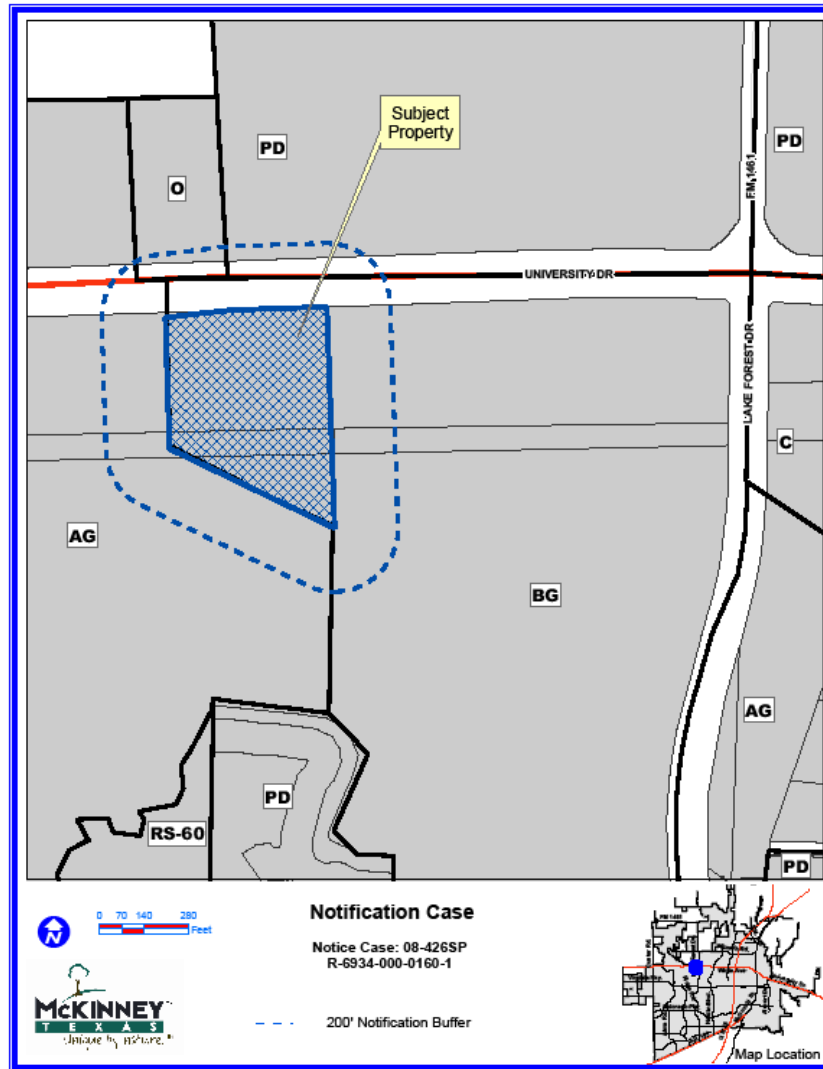 Subject
Property
PD
PD
O
FM 1461
UNIVERSITY DR
LAKE FOREST DR
C
AG
BG
AG
PD
RS-60
PD
Notification Case
0 70 140 280
Feet
N
Notice Case: 08-426SP
R-6934-000-0160-1
McKINNEY
TEXAS
Unique by nature.™
200' Notification Buffer
Map Location